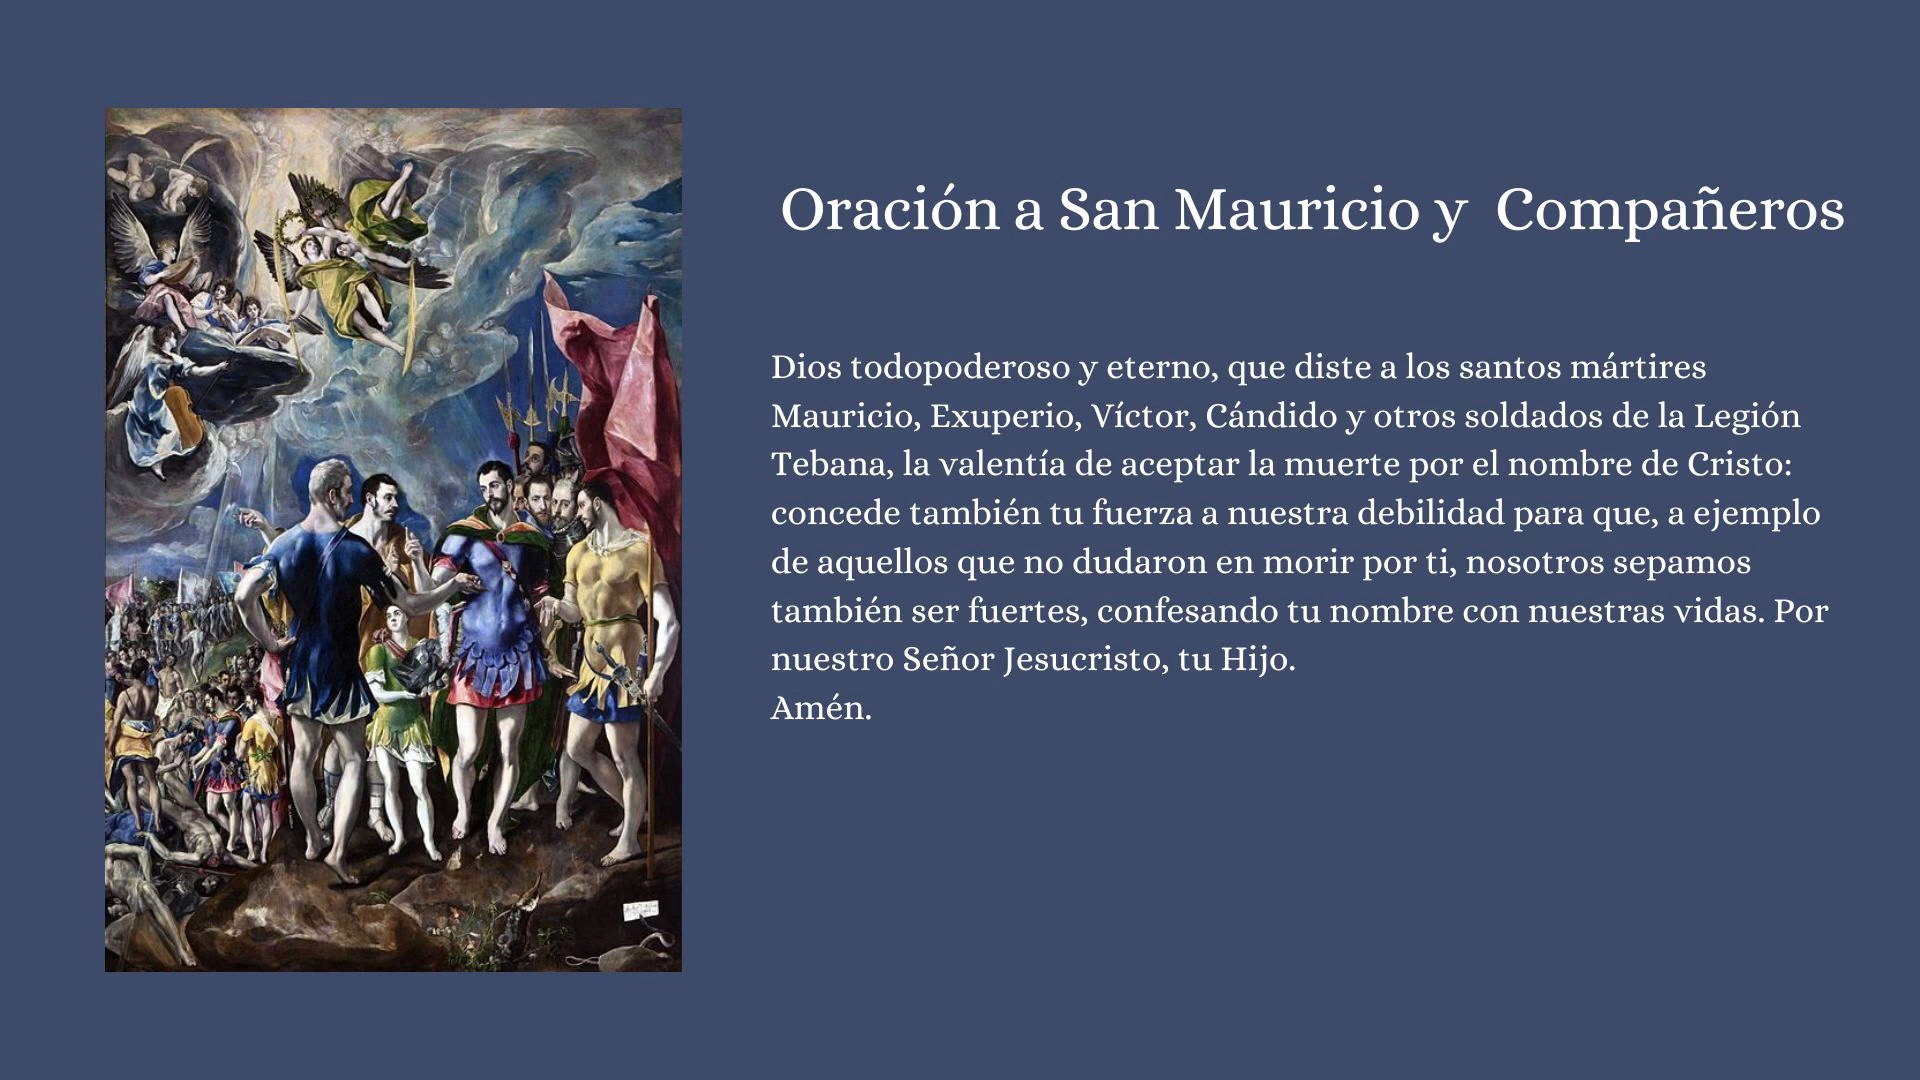 Oración a San Mauricio y  Compañeros
Dios todopoderoso y eterno, que diste a los santos mártires
Mauricio, Exuperio, Víctor, Cándido y otros soldados de la Legión
Tebana, la valentía de aceptar la muerte por el nombre de Cristo:
concede también tu fuerza a nuestra debilidad para que, a ejemplo
de aquellos que no dudaron en morir por ti, nosotros sepamos
también ser fuertes, confesando tu nombre con nuestras vidas. Por
nuestro Señor Jesucristo, tu Hijo.
Amén.